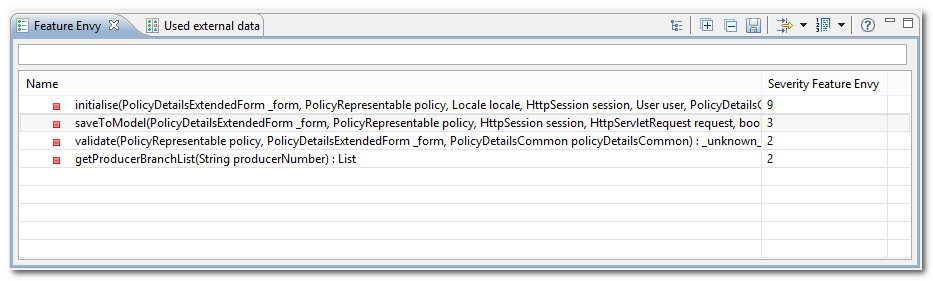 Feature Envy Used external data
Name Severity Feature Envy
initialise(PolicyDetailsExtendedForm _form, PolicyRepresentable policy, Locale locale, HttpSession session, User user, PolicyDetailsC 9
saveToModel(PolicyDetailsExtendedForm _form, PolicyRepresentable policy, HttpSession session, HttpServletRequest request, boo 3
validate(PolicyRepresentable policy, PolicyDetailsExtendedForm _form, PolicyDetailsCommon policyDetailsCommon) : _unknown_ 2
getProducerBranchList(String producerNumber) : List 2